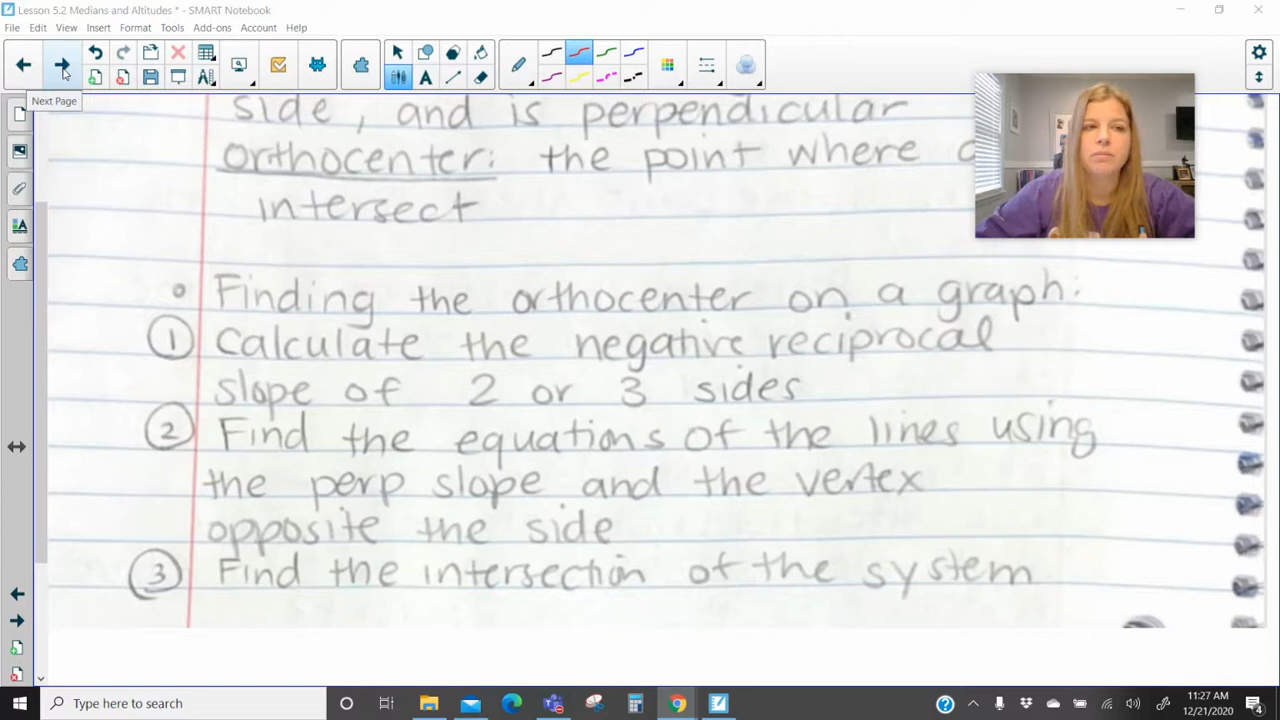 Lesson 5.2 Medians and Altitudes * - SMART Notebook
File Edit View Insert Format Tools Add-ons Account Help
Next Page
side, and is perpendicular
orthocenter: the point where
intersect
Finding the orthocenter on a graph:
1 Calculate the negative reciprocal
slope of 2 or 3 sides
2 Find the equations of the lines using
the perp slope and the vertex
opposite the side
3 Find the intersection of the system
Type here to search
11:27 AM
12/21/2020
4